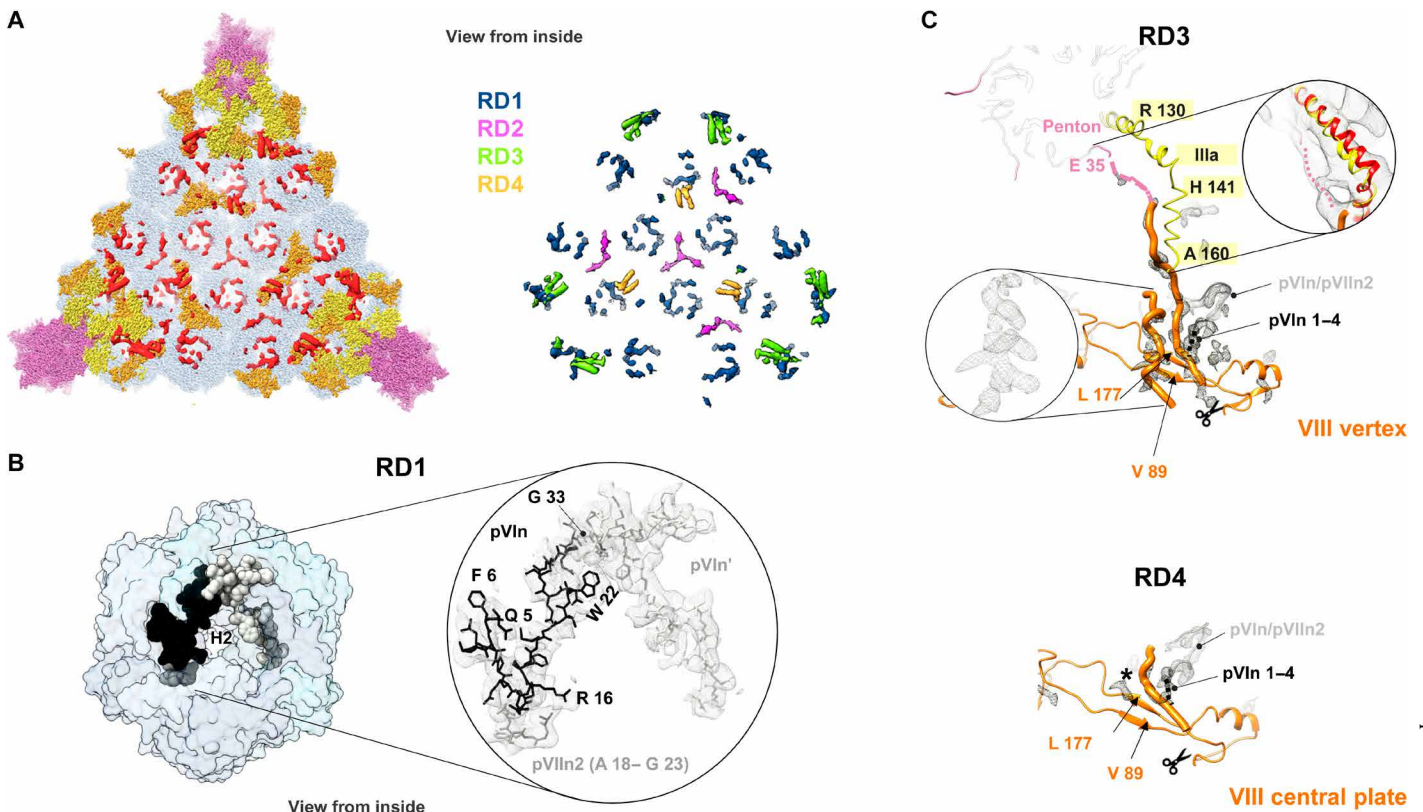 A
View from inside
RD1
RD2
RD3
RD4
B
RD1
H2
View from inside
G 33
pVIn
pVIn'
F 6
Q 5
W 22
R 16
pVIIn2 (A 18– G 23)
C
RD3
R 130
Penton
IIIa
E 35
H 141
A 160
pVIn/pVIIn2
pVIn 1–4
L 177
VIII vertex
V 89
RD4
pVIn/pVIIn2
*
pVIn 1–4
L 177
V 89
VIII central plate